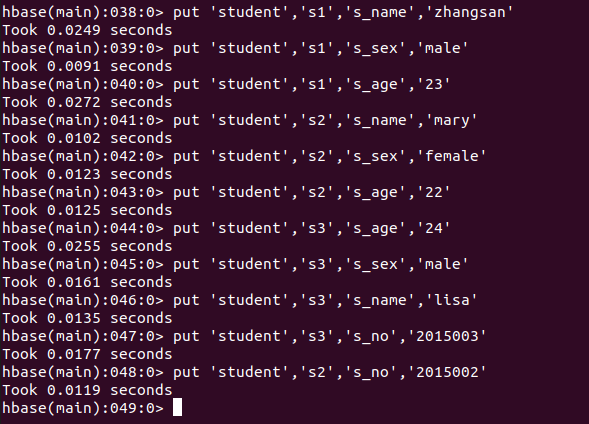 hbase(main):038:0> put 'student','s1','s_name','zhangsan'
Took 0.0249 seconds
hbase(main):039:0> put 'student','s1','s_sex','male'
Took 0.0091 seconds
hbase(main):040:0> put 'student','s1','s_age','23'
Took 0.0272 seconds
hbase(main):041:0> put 'student','s2','s_name','mary'
Took 0.0102 seconds
hbase(main):042:0> put 'student','s2','s_sex','female'
Took 0.0123 seconds
hbase(main):043:0> put 'student','s2','s_age','22'
Took 0.0125 seconds
hbase(main):044:0> put 'student','s3','s_age','24'
Took 0.0255 seconds
hbase(main):045:0> put 'student','s3','s_sex','male'
Took 0.0161 seconds
hbase(main):046:0> put 'student','s3','s_name','lisa'
Took 0.0135 seconds
hbase(main):047:0> put 'student','s3','s_no','2015003'
Took 0.0177 seconds
hbase(main):048:0> put 'student','s2','s_no','2015002'
Took 0.0119 seconds
hbase(main):049:0>